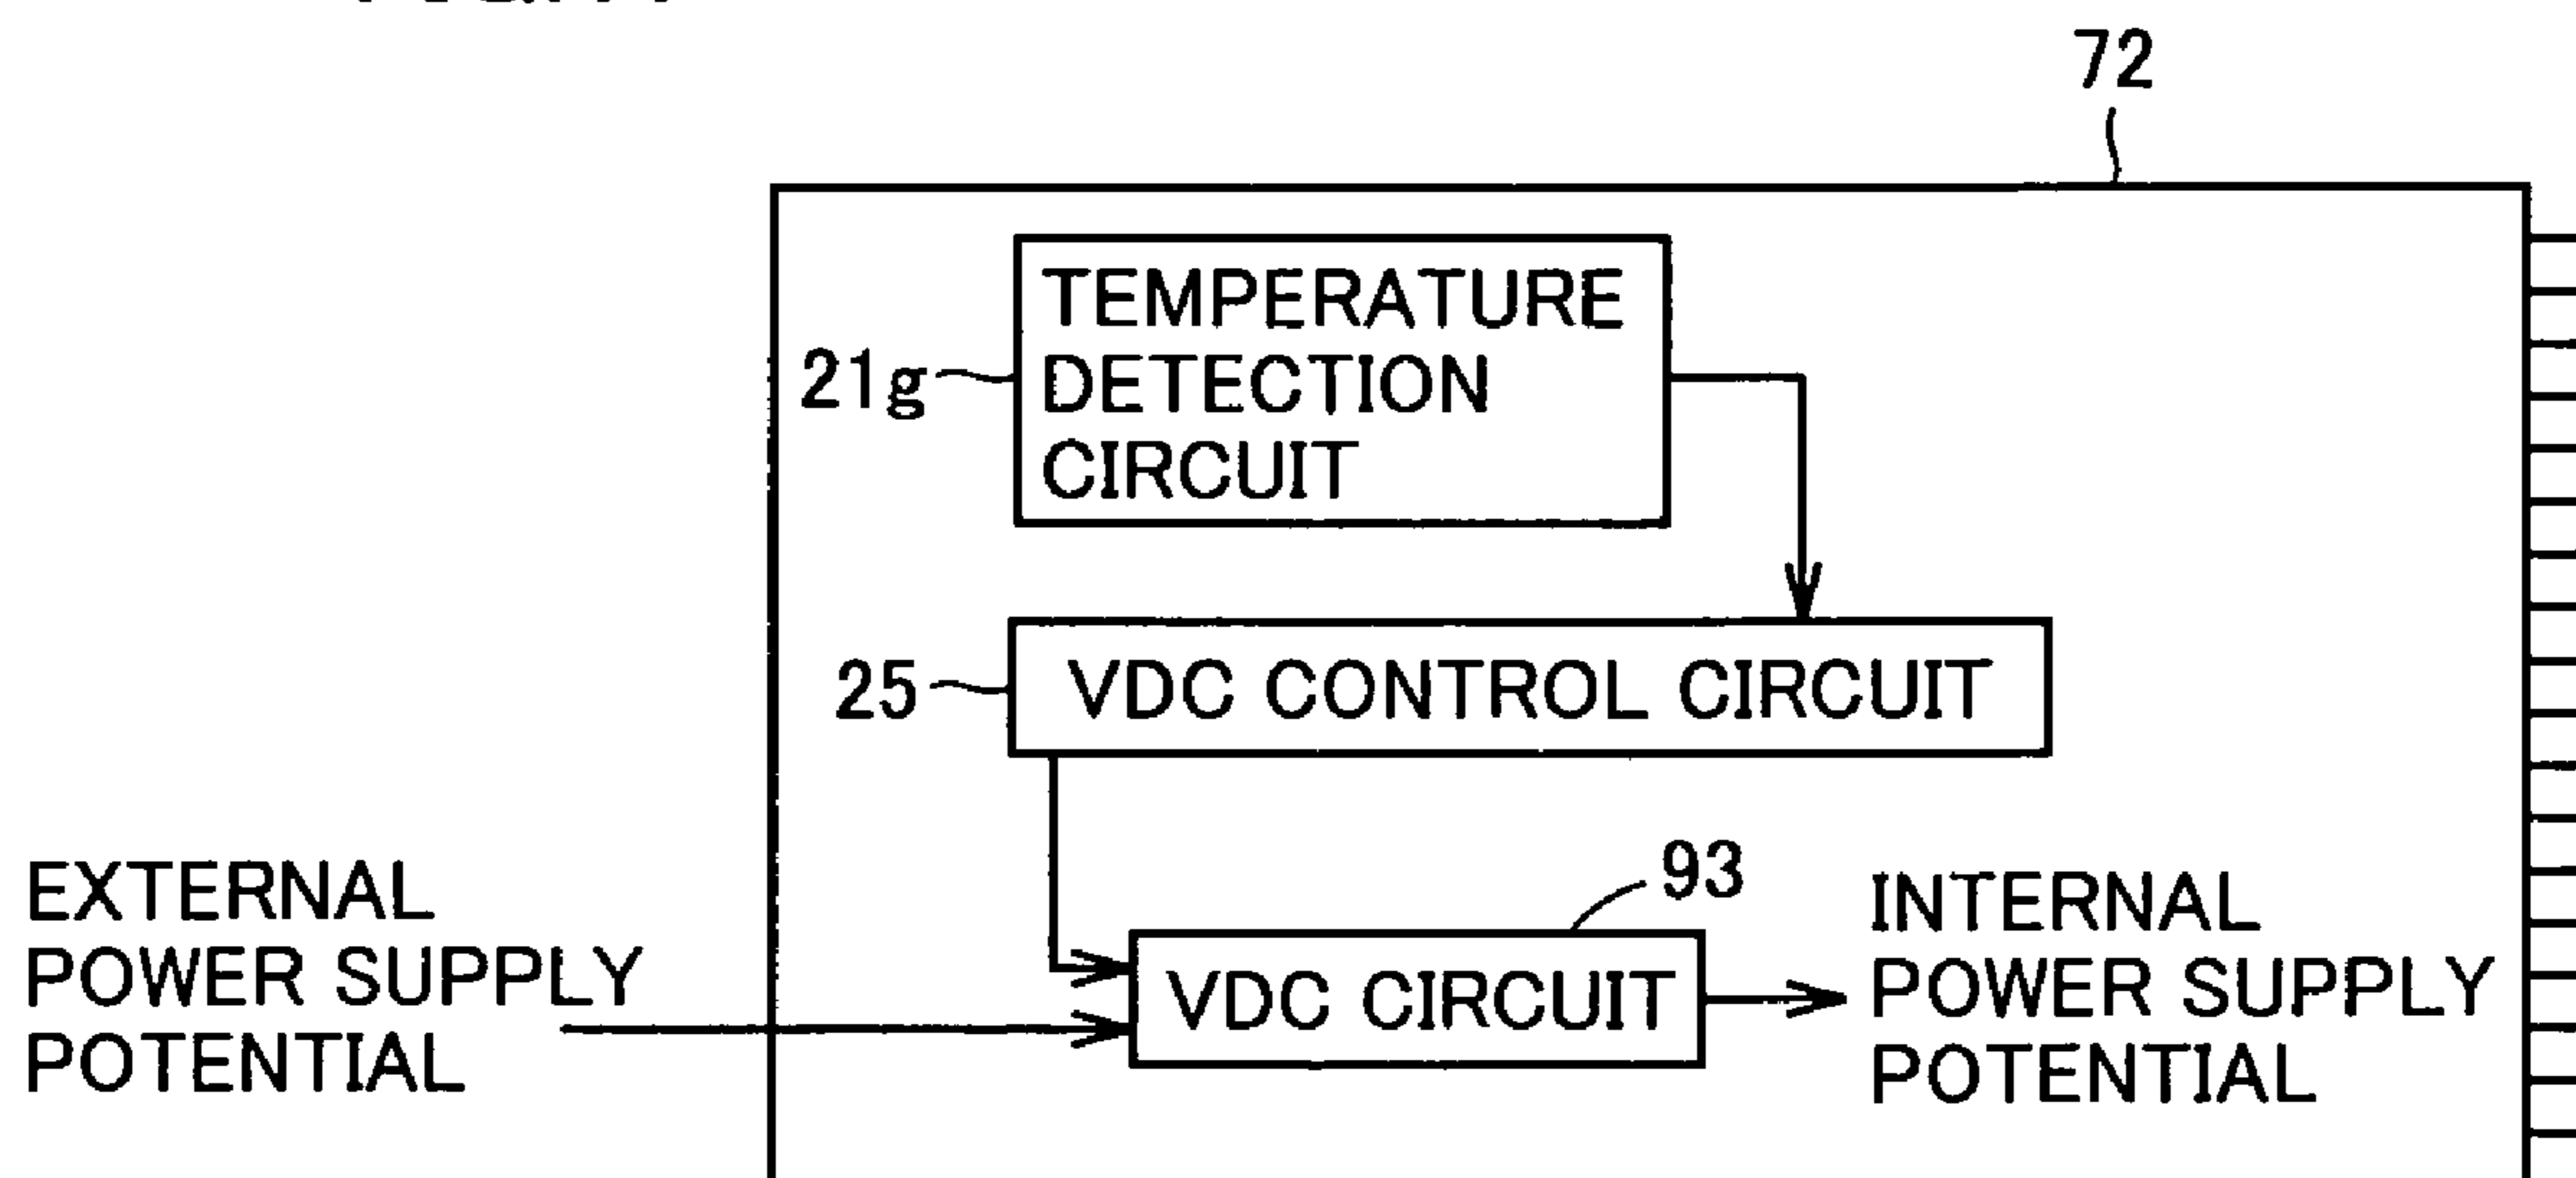 72
TEMPERATURE
DETECTION
CIRCUIT
21g
25
VDC CONTROL CIRCUIT
EXTERNAL
POWER SUPPLY
POTENTIAL
93
VDC CIRCUIT
INTERNAL
POWER SUPPLY
POTENTIAL